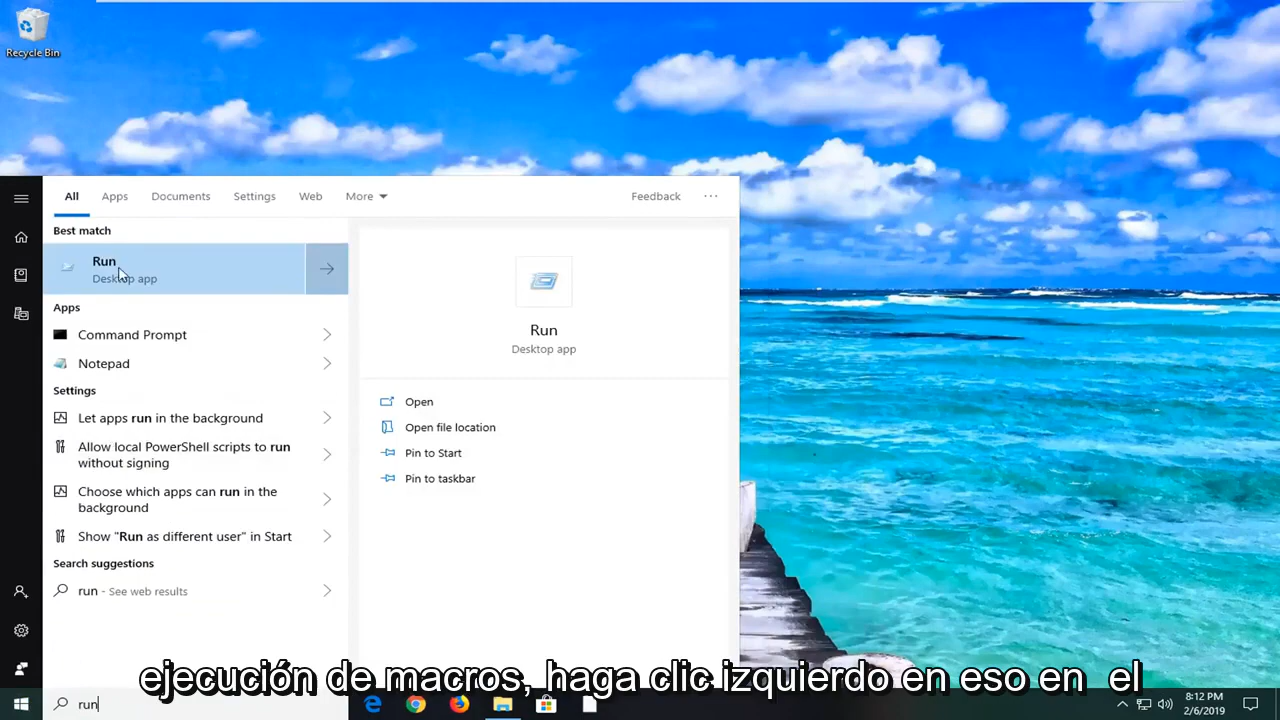 Recycle Bin
All Apps Documents Settings Web More Feedback ...
Best match
Run
Desktop app
Apps
Command Prompt
Notepad
Settings
Let apps run in the background
Allow local PowerShell scripts to run
without signing
Choose which apps can run in the
background
Show "Run as different user" in Start
Search suggestions
run - See web results
Run
Desktop app
Open
Open file location
Pin to Start
Pin to taskbar
ejecución de macros, haga clic izquierdo en eso en el
run
8:12 PM
2/6/2019